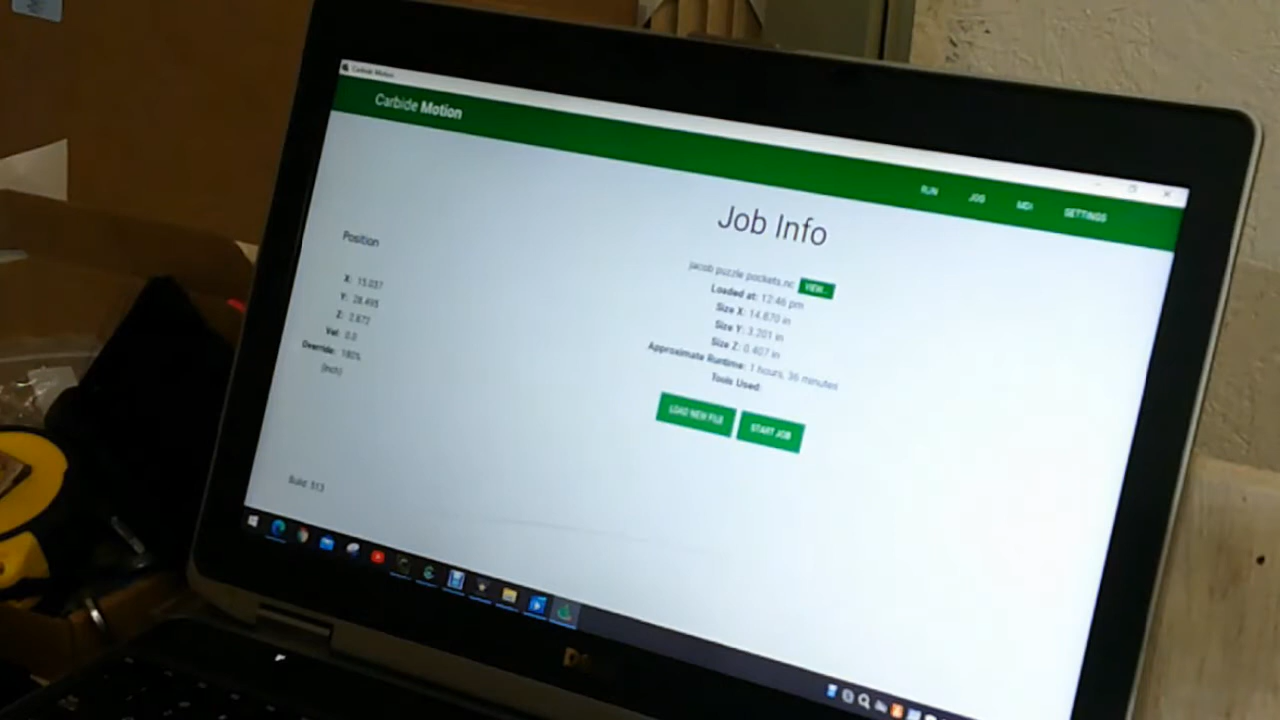 Carbide Motion
Carbide Motion
RUN JOG MDI SETTINGS
Job Info
jacob puzzle pockets.nc VIEW...
Loaded at: 12:46 pm
Size X: 14.870 in
Size Y: 3.201 in
Size Z: 0.407 in
Approximate Runtime: 1 hours, 36 minutes
Tools Used:
LOAD NEW FILE START JOB
Position
X: 15.037
Y: 28.495
Z: 2.672
Vel: 0.0
Override: 180%
(Inch)
Build: 513